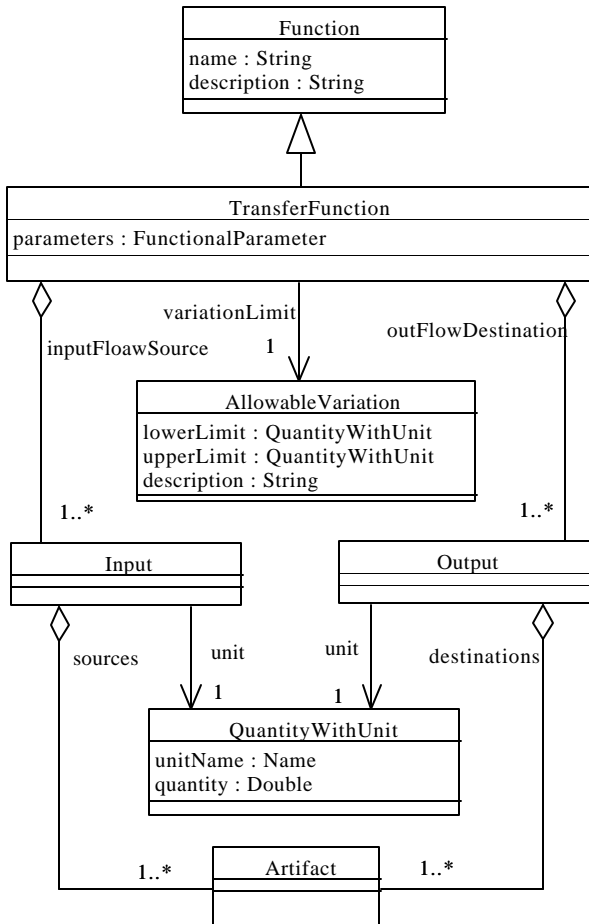 Function
name : String
description : String
TransferFunction
parameters : FunctionalParameter
variationLimit
outFlowDestination
inputFloawSource
1
AllowableVariation
lowerLimit : QuantityWithUnit
upperLimit : QuantityWithUnit
description : String
1..*
1..*
Input
Output
sources
unit
unit
destinations
1
1
QuantityWithUnit
unitName : Name
quantity : Double
1..*
Artifact
1..*